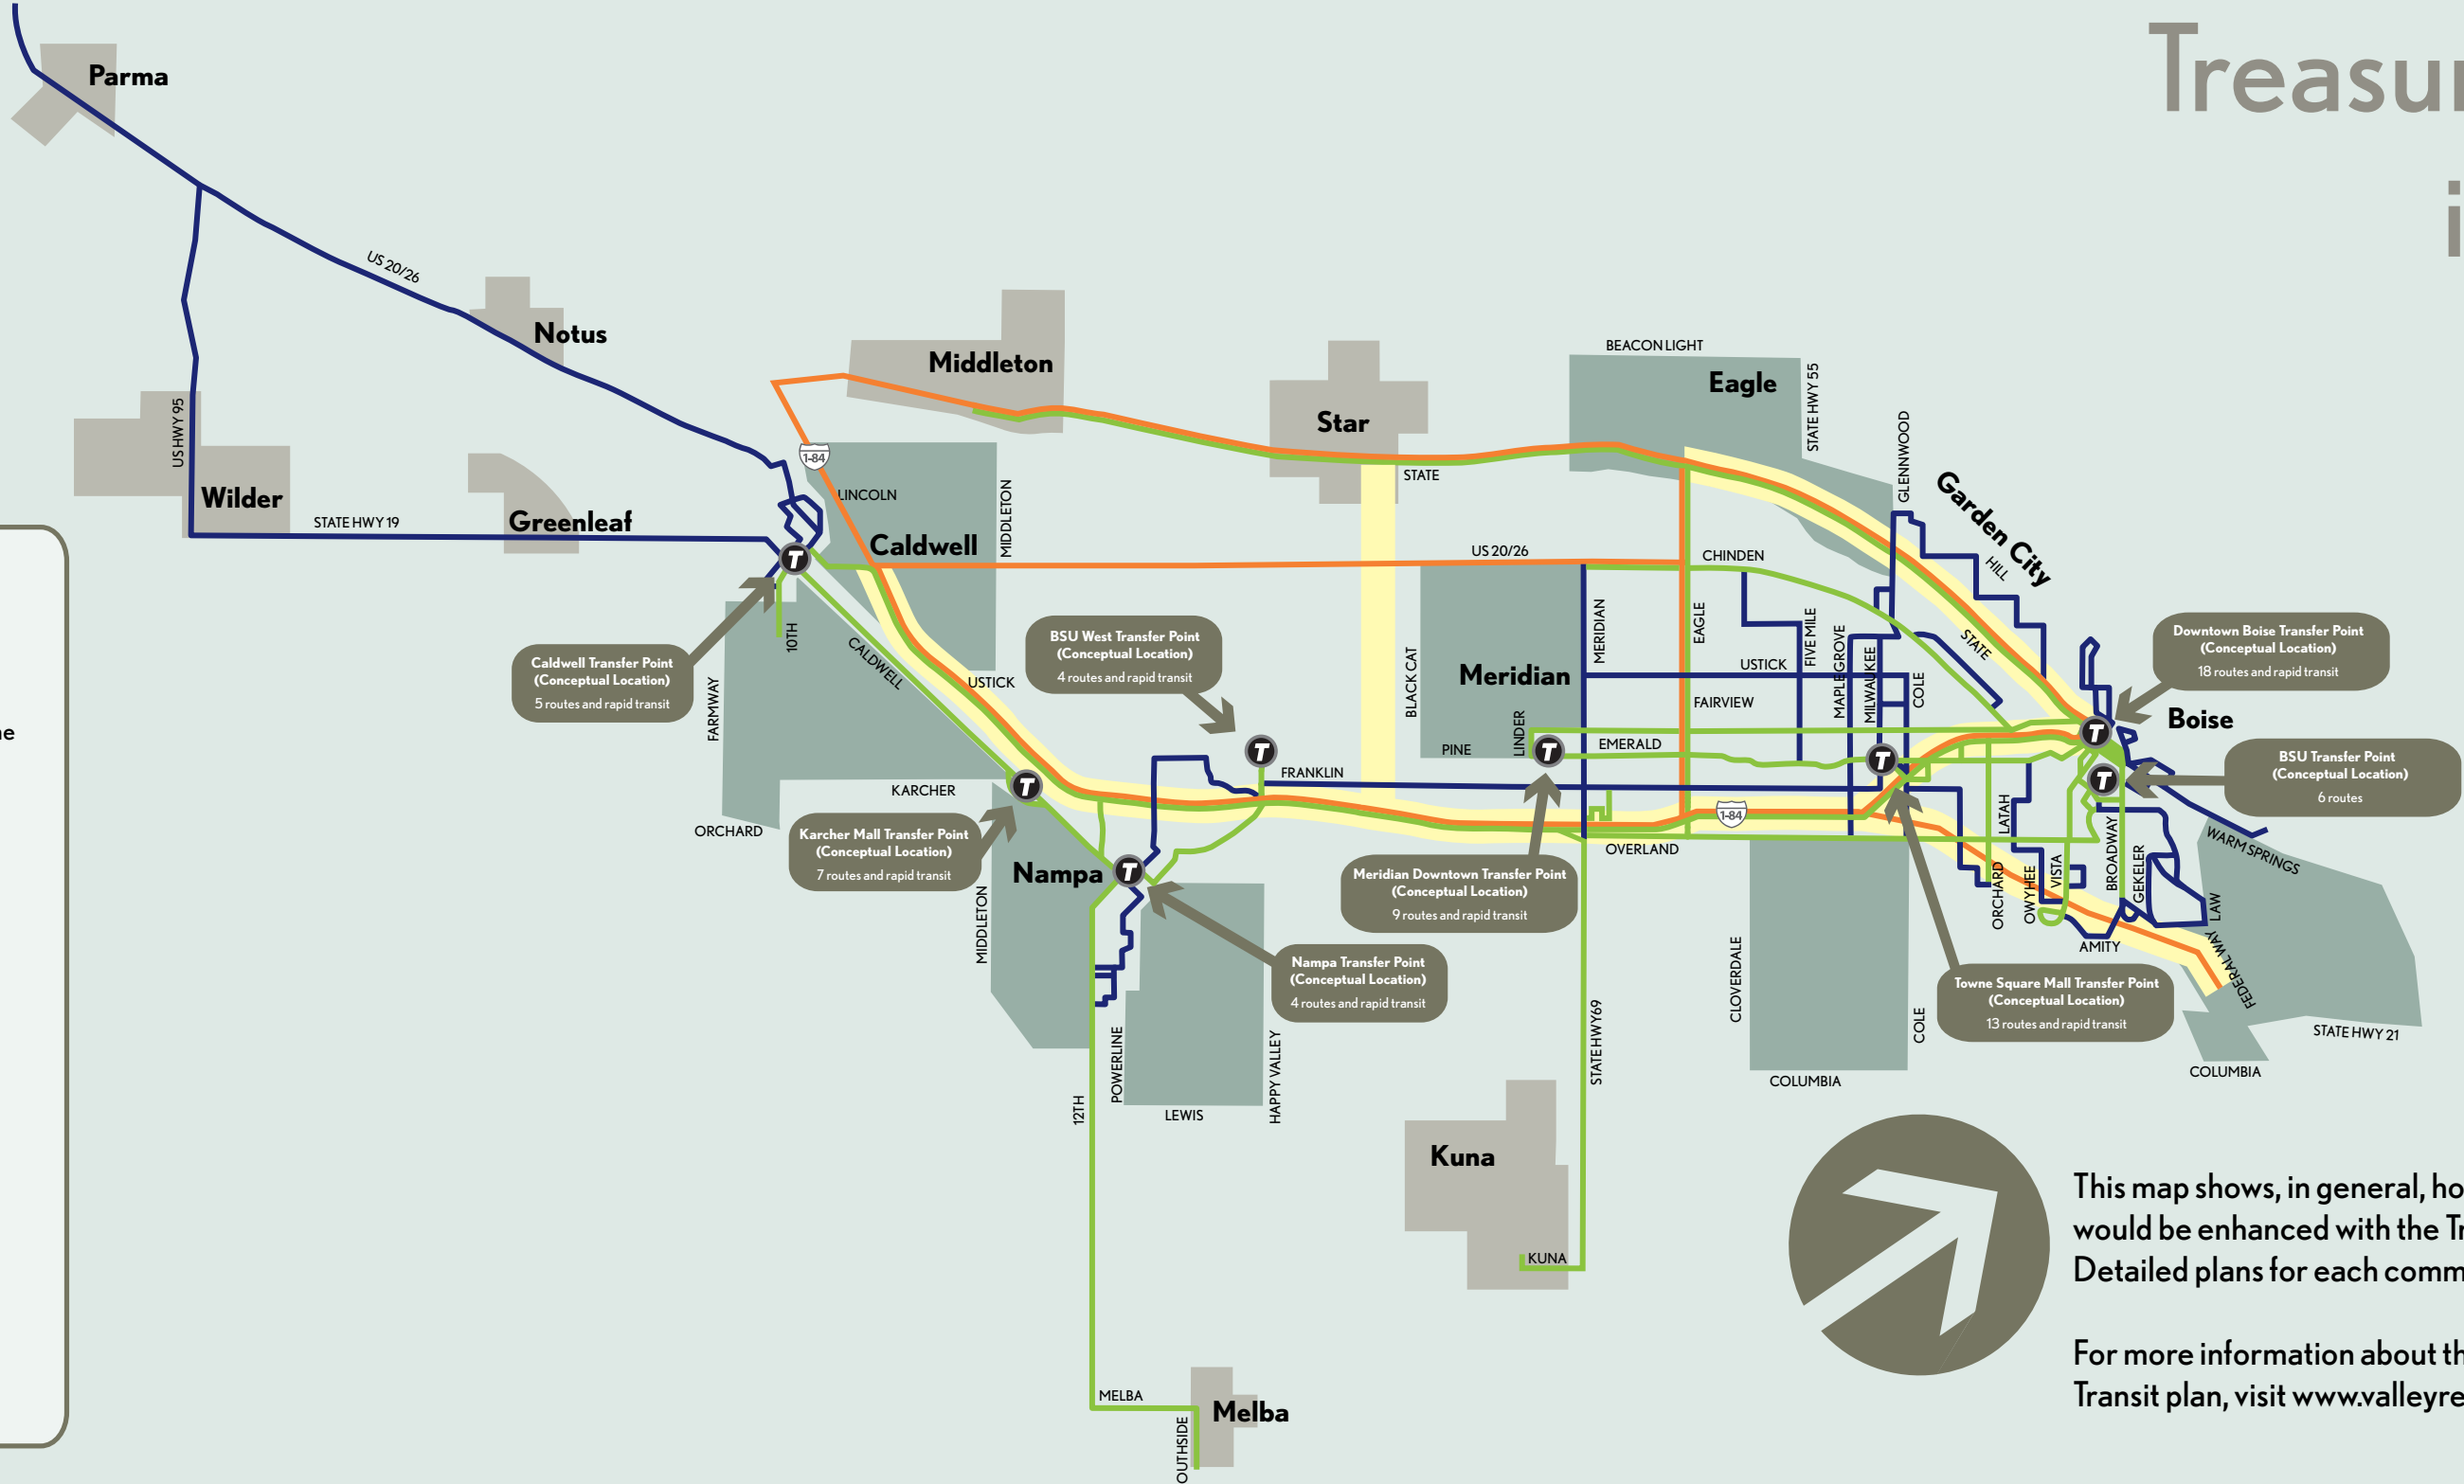 Treasur
i
Parma
US 20/26
Notus
US HWY 95
Wilder
STATE HWY 19
Greenleaf
Middleton
Star
STATE
BEACON LIGHT
Eagle
STATE HWY 55
GLENNWOOD
Garden City
HILL
1-84
LINCOLN
Caldwell
MIDDLETON
US 20/26
CHINDEN
T
10TH
CALDWELL
USTICK
FARMWAY
Caldwell Transfer Point
(Conceptual Location)
5 routes and rapid transit
BSU West Transfer Point
(Conceptual Location)
4 routes and rapid transit
T
BLACK CAT
Meridian
MERIDIAN
EAGLE
USTICK
FIVE MILE
MAPLEGROVE
MILWAUKEE
COLE
STATE
FAIRVIEW
LINDER
PINE
T
EMERALD
FRANKLIN
T
Downtown Boise Transfer Point
(Conceptual Location)
18 routes and rapid transit
T
Boise
BSU Transfer Point
(Conceptual Location)
6 routes
T
ne
KARCHER
T
ORCHARD
Karcher Mall Transfer Point
(Conceptual Location)
7 routes and rapid transit
Nampa
T
1-84
OVERLAND
Meridian Downtown Transfer Point
(Conceptual Location)
9 routes and rapid transit
LATAH
ORCHARD
OWYHEE
VISTA
BROADWAY
GEKELER
LAW
WARM SPRINGS
AMITY
FEDERAL WAY
MIDDLETON
Nampa Transfer Point
(Conceptual Location)
4 routes and rapid transit
CLOVERDALE
COLE
Towne Square Mall Transfer Point
(Conceptual Location)
13 routes and rapid transit
STATE HWY 21
COLUMBIA
COLUMBIA
12TH
POWERLINE
LEWIS
HAPPY VALLEY
STATE HWY69
Kuna
KUNA
MELBA
OUTHSIDE
Melba
This map shows, in general, ho
would be enhanced with the Tr
Detailed plans for each comm
For more information about th
Transit plan, visit www.valleyre